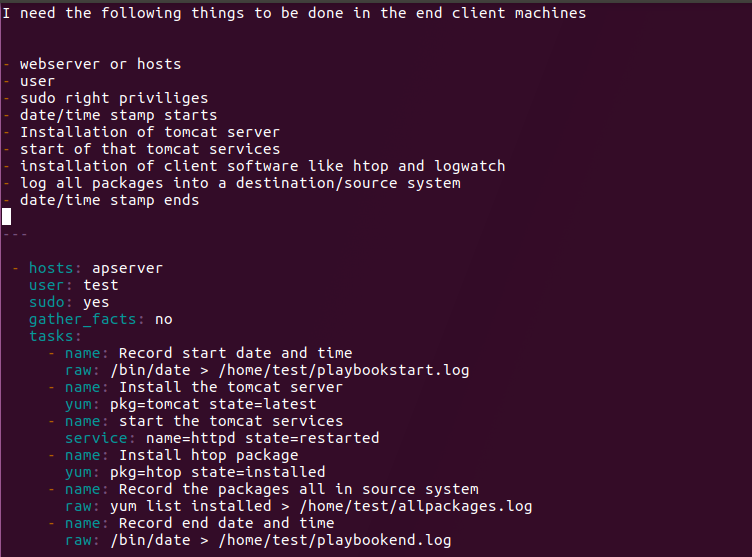 I need the following things to be done in the end client machines
- webserver or hosts
- user
- sudo right priviliges
- date/time stamp starts
- Installation of tomcat server
- start of that tomcat services
- installation of client software like htop and logwatch
- log all packages into a destination/source system
- date/time stamp ends
---
- hosts: apserver
user: test
sudo: yes
gather_facts: no
tasks:
- name: Record start date and time
raw: /bin/date > /home/test/playbookstart.log
- name: Install the tomcat server
yum: pkg=tomcat state=latest
- name: start the tomcat services
service: name=httpd state=restarted
- name: Install htop package
yum: pkg=htop state=installed
- name: Record the packages all in source system
raw: yum list installed > /home/test/allpackages.log
- name: Record end date and time
raw: /bin/date > /home/test/playbookend.log